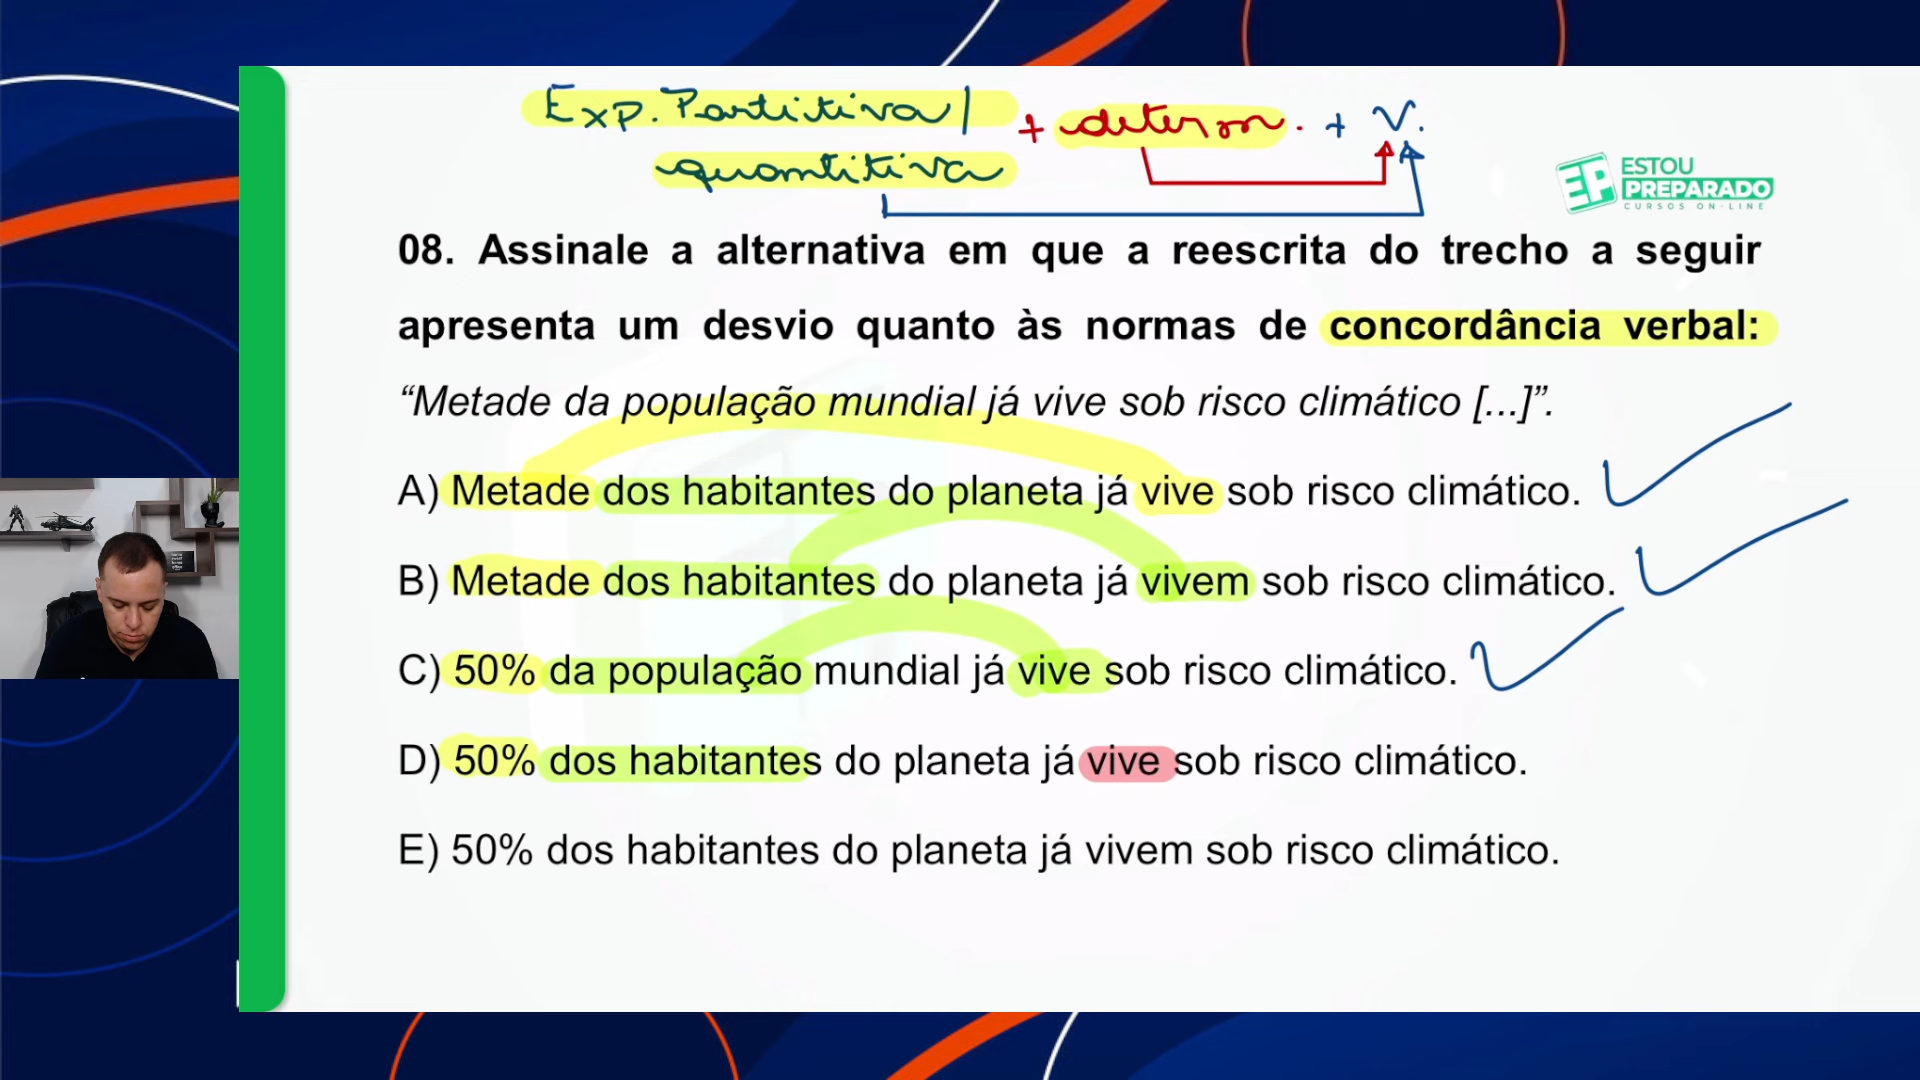 Exp. Partitiva/
quantitiva
+ determ. + V.
ESTOU
PREPARADO
CURSOS ON-LINE
08. Assinale a alternativa em que a reescrita do trecho a seguir
apresenta um desvio quanto às normas de concordância verbal:
“Metade da população mundial já vive sob risco climático [...]”.
A) Metade dos habitantes do planeta já vive sob risco climático.
B) Metade dos habitantes do planeta já vivem sob risco climático.
C) 50% da população mundial já vive sob risco climático.
D) 50% dos habitantes do planeta já vive sob risco climático.
E) 50% dos habitantes do planeta já vivem sob risco climático.